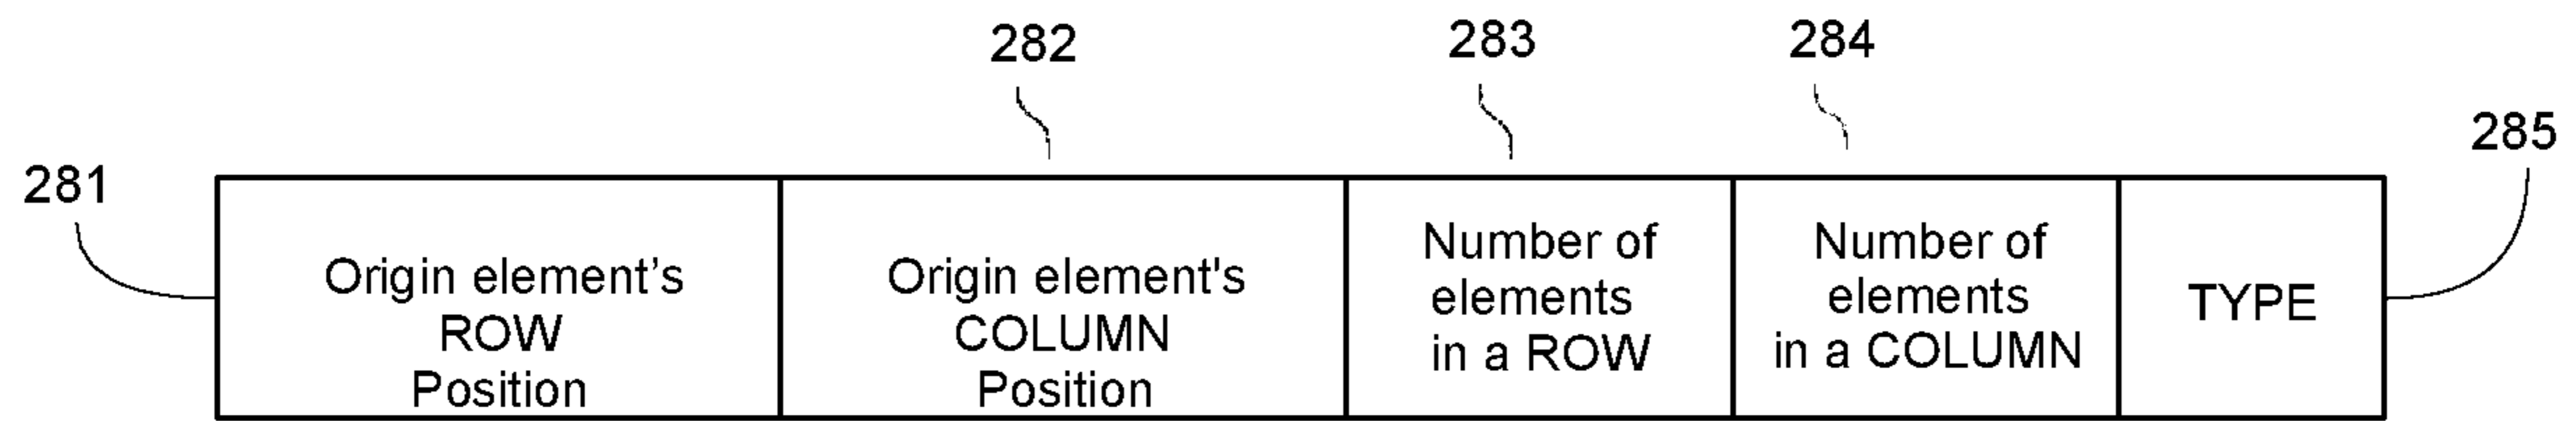 282
283
284
285
281
Origin element’s
ROW
Position
Origin element's
COLUMN
Position
Number of
elements
in a ROW
Number of
elements
in a COLUMN
TYPE